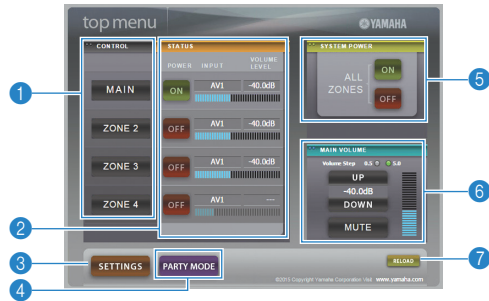 top menu
YAMAHA
CONTROL
STATUS
POWER INPUT VOLUME LEVEL
MAIN
ON AV1 -40.0dB
ZONE 2
OFF AV1 -40.0dB
ZONE 3
OFF AV1 -40.0dB
ZONE 4
OFF AV1 ---
SYSTEM POWER
ALL ZONES
ON
OFF
MAIN VOLUME
Volume Step 0.5 5.0
UP
-40.0dB
DOWN
MUTE
SETTINGS
PARTY MODE
RELOAD
©2015 Copyright Yamaha Corporation Visit www.yamaha.com
1
2
3
4
5
6
7